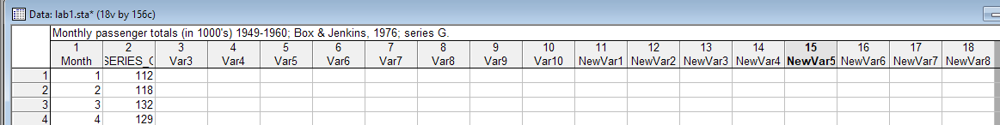 Data: lab1.sta* (18v by 156c)
Monthly passenger totals (in 1000's) 1949-1960; Box & Jenkins, 1976; series G.
1 2 3 4 5 6 7 8 9 10 11 12 13 14 15 16 17 18
Month SERIES_G Var3 Var4 Var5 Var6 Var7 Var8 Var9 Var10 NewVar1 NewVar2 NewVar3 NewVar4 NewVar5 NewVar6 NewVar7 NewVar8
1 1 112
2 2 118
3 3 132
4 4 129